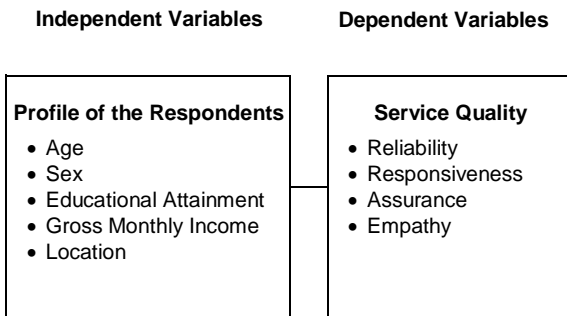 Independent Variables
Dependent Variables
Profile of the Respondents
• Age
• Sex
• Educational Attainment
• Gross Monthly Income
• Location
Service Quality
• Reliability
• Responsiveness
• Assurance
• Empathy